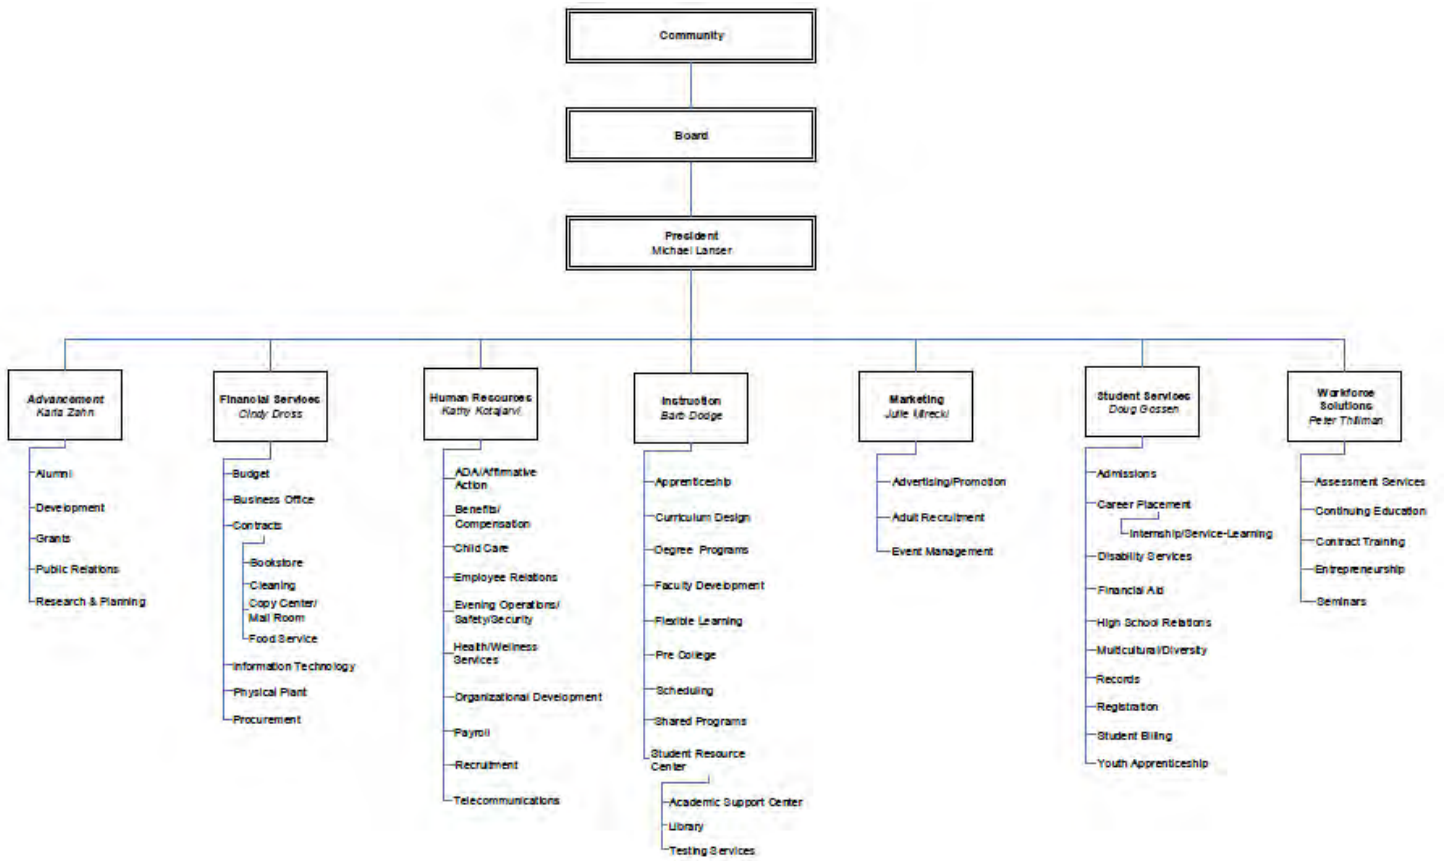 Community
Board
President
Michael Lanser
Advancement
Karla Zahn
Alumni
Development
Grants
Public Relations
Research & Planning
Financial Services
Cindy Dross
Budget
Business Office
Contracts
Bookstore
Cleaning
Copy Center/
Mail Room
Food Service
Information Technology
Physical Plant
Procurement
Human Resources
Kathy Kotajarvi
ADA/Affirmative
Action
Benefits/
Compensation
Child Care
Employee Relations
Evening Operations/
Safety/Security
Health/Wellness
Services
Organizational Development
Payroll
Recruitment
Telecommunications
Instruction
Barb Dodge
Apprenticeship
Curriculum Design
Degree Programs
Faculty Development
Flexible Learning
Pre College
Scheduling
Shared Programs
Student Resource
Center
Academic Support Center
Library
Testing Services
Marketing
Julie Mirecki
Advertising/Promotion
Adult Recruitment
Event Management
Student Services
Doug Gossen
Admissions
Career Placement
Internship/Service-Learning
Disability Services
Financial Aid
High School Relations
Multicultural/Diversity
Records
Registration
Student Billing
Youth Apprenticeship
Workforce
Solutions
Peter Thillman
Assessment Services
Continuing Education
Contract Training
Entrepreneurship
Seminars